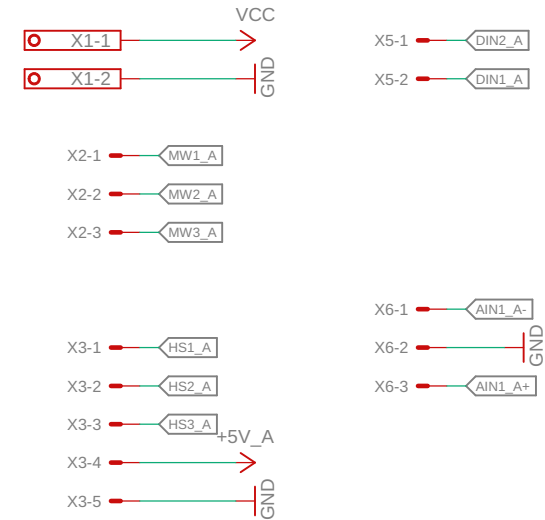 VCC
X1-1
X1-2
GND
X2-1 MW1_A
X2-2 MW2_A
X2-3 MW3_A
X3-1 HS1_A
X3-2 HS2_A
X3-3 HS3_A
+5V_A
X3-4
X3-5
GND
X5-1 DIN2_A
X5-2 DIN1_A
X6-1 AIN1_A-
X6-2
GND
X6-3 AIN1_A+